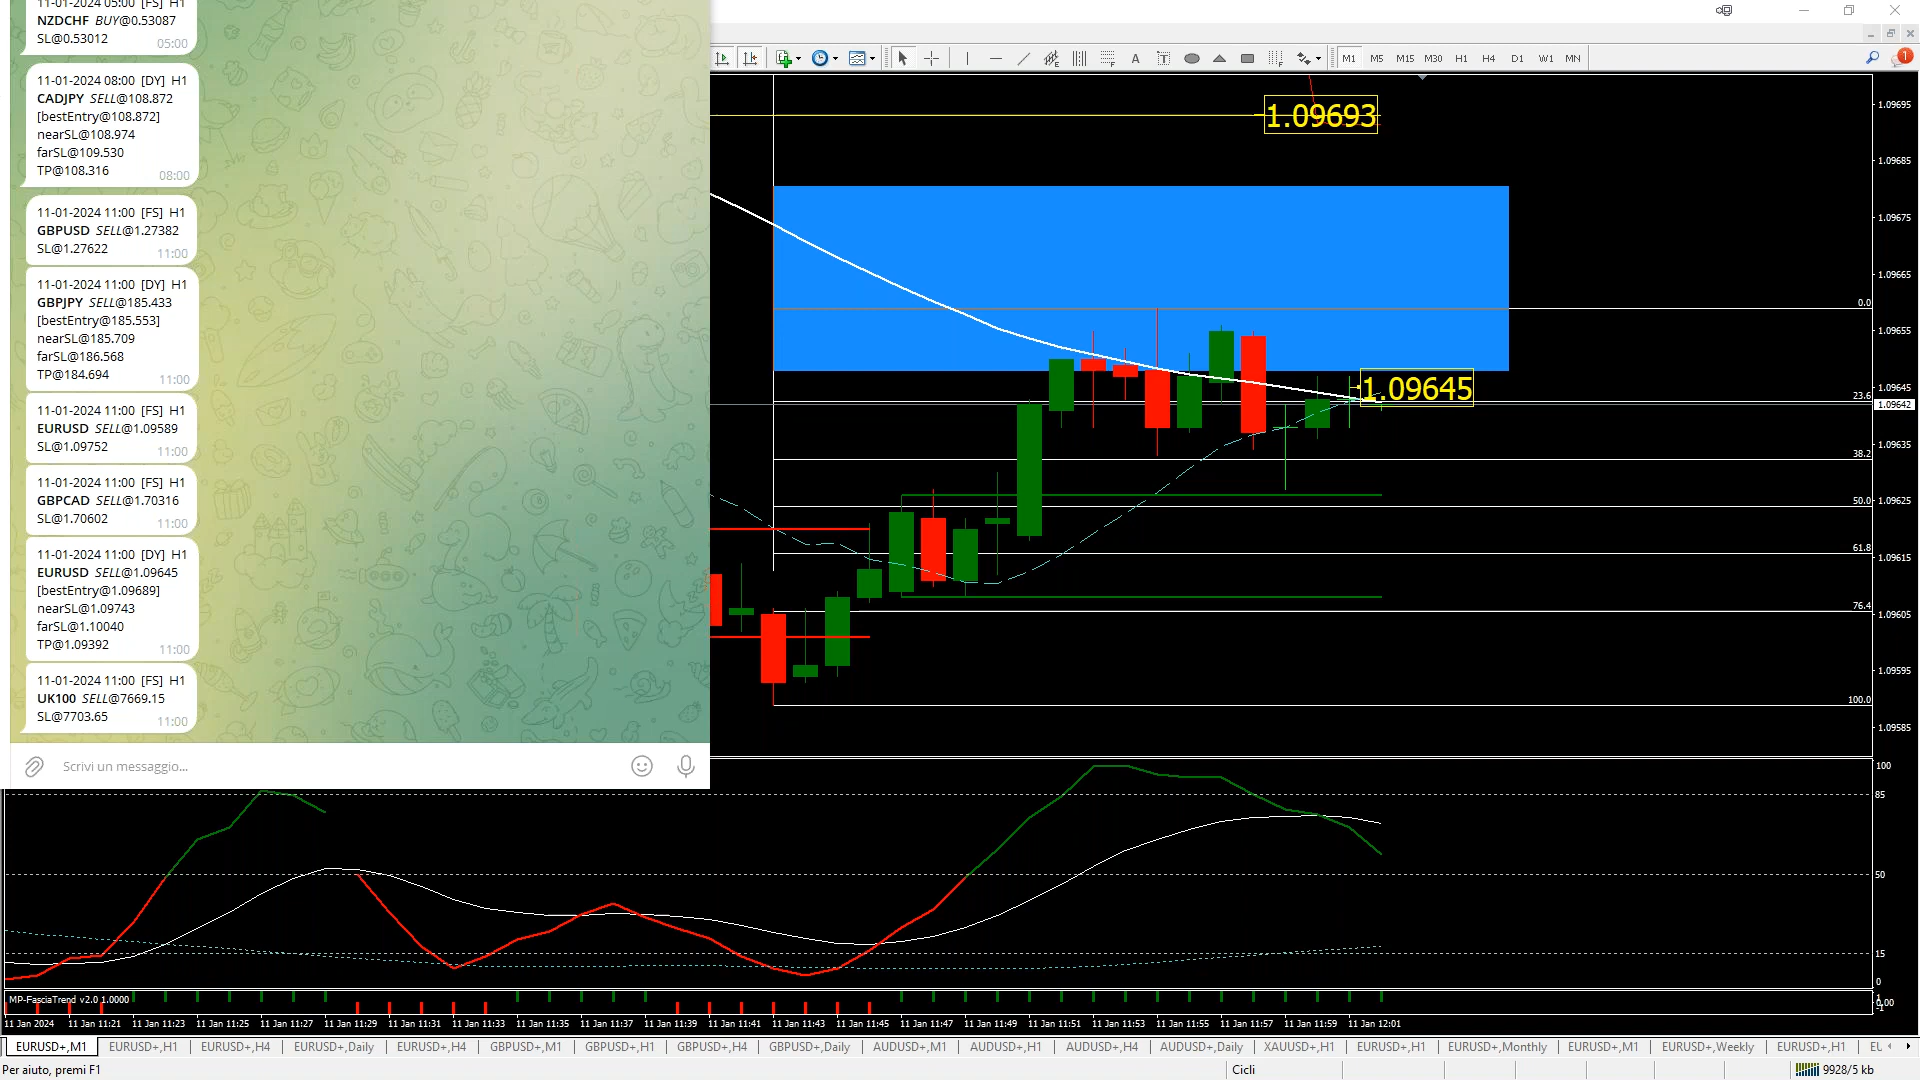 11-01-2024 05:00 [FS] H1
NZDCHF BUY@0.53087
SL@0.53012
05:00
11-01-2024 08:00 [DY] H1
CADJPY SELL@108.872
[bestEntry@108.872]
nearSL@108.974
farSL@109.530
TP@108.316
08:00
11-01-2024 11:00 [FS] H1
GBPUSD SELL@1.27382
SL@1.27622
11:00
11-01-2024 11:00 [DY] H1
GBPJPY SELL@185.433
[bestEntry@185.553]
nearSL@185.709
farSL@186.568
TP@184.694
11:00
11-01-2024 11:00 [FS] H1
EURUSD SELL@1.09589
SL@1.09752
11:00
11-01-2024 11:00 [FS] H1
GBPCAD SELL@1.70316
SL@1.70602
11:00
11-01-2024 11:00 [DY] H1
EURUSD SELL@1.09645
[bestEntry@1.09689]
nearSL@1.09743
farSL@1.10040
TP@1.09392
11:00
11-01-2024 11:00 [FS] H1
UK100 SELL@7669.15
SL@7703.65
11:00
Scrivi un messaggio...
A T M1 M5 M15 M30 H1 H4 D1 W1 MN 1
1.09693
1.09645
1.09695
1.09685
1.09675
1.09665
0.0
1.09655
1.09645
23.6
1.09642
1.09635
38.2
1.09625
50.0
1.09615
61.8
1.09605
76.4
1.09595
100.0
1.09585
100
85
50
15
0
MP-FasciaTrend v2.0 1.0000
1
0.00
-1
11 Jan 2024 11 Jan 11:21 11 Jan 11:23 11 Jan 11:25 11 Jan 11:27 11 Jan 11:29 11 Jan 11:31 11 Jan 11:33 11 Jan 11:35 11 Jan 11:37 11 Jan 11:39 11 Jan 11:41 11 Jan 11:43 11 Jan 11:45 11 Jan 11:47 11 Jan 11:49 11 Jan 11:51 11 Jan 11:53 11 Jan 11:55 11 Jan 11:57 11 Jan 11:59 11 Jan 12:01
EURUSD+,M1 EURUSD+,H1 EURUSD+,H4 EURUSD+,Daily EURUSD+,H4 GBPUSD+,M1 GBPUSD+,H1 GBPUSD+,H4 GBPUSD+,Daily AUDUSD+,M1 AUDUSD+,H1 AUDUSD+,H4 AUDUSD+,Daily XAUUSD+,H1 EURUSD+,H1 EURUSD+,Monthly EURUSD+,M1 EURUSD+,Weekly EURUSD+,H1 EU
Per aiuto, premi F1
Cicli
9928/5 kb